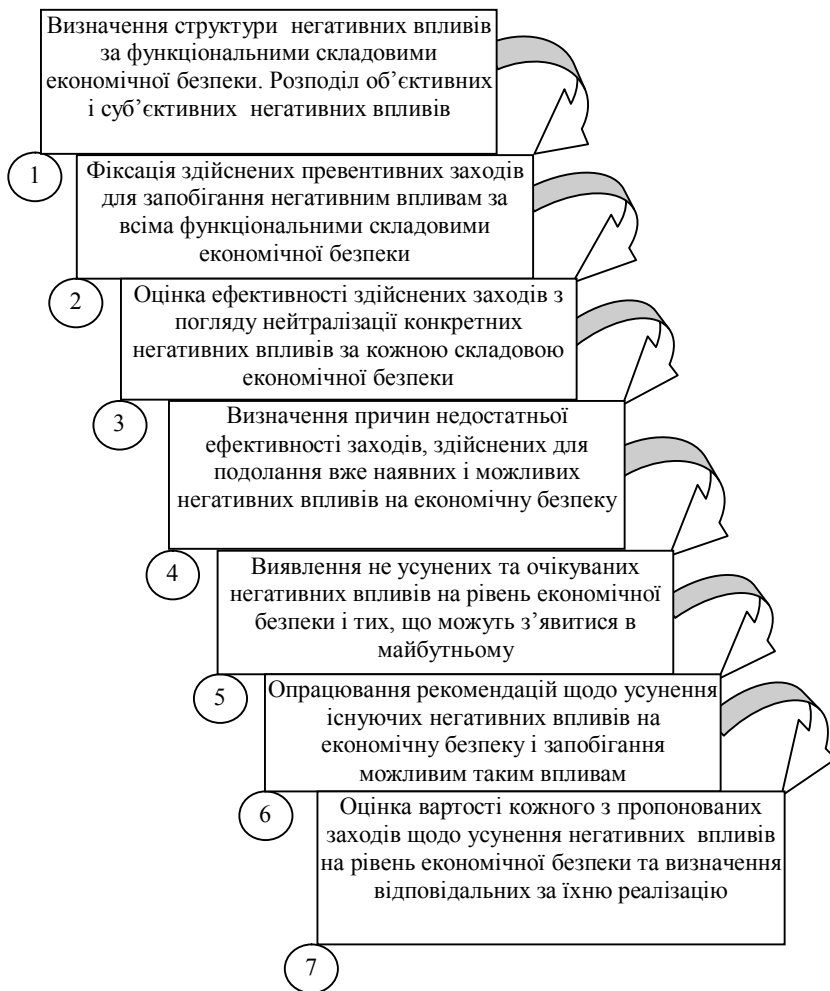 Визначення структури негативних впливів
за функціональними складовими
економічної безпеки. Розподіл об’єктивних
і суб’єктивних негативних впливів
1
Фіксація здійснених превентивних заходів
для запобігання негативним впливам за
всіма функціональними складовими
економічної безпеки
2
Оцінка ефективності здійснених заходів з
погляду нейтралізації конкретних
негативних впливів за кожною складовою
економічної безпеки
3
Визначення причин недостатньої
ефективності заходів, здійснених для
подолання вже наявних і можливих
негативних впливів на економічну безпеку
4
Виявлення не усунених та очікуваних
негативних впливів на рівень економічної
безпеки і тих, що можуть з’явитися в
майбутньому
5
Опрацювання рекомендацій щодо усунення
існуючих негативних впливів на
економічну безпеку і запобігання
можливим таким впливам
6
Оцінка вартості кожного з пропонованих
заходів щодо усунення негативних впливів
на рівень економічної безпеки та визначення
відповідальних за їхню реалізацію
7